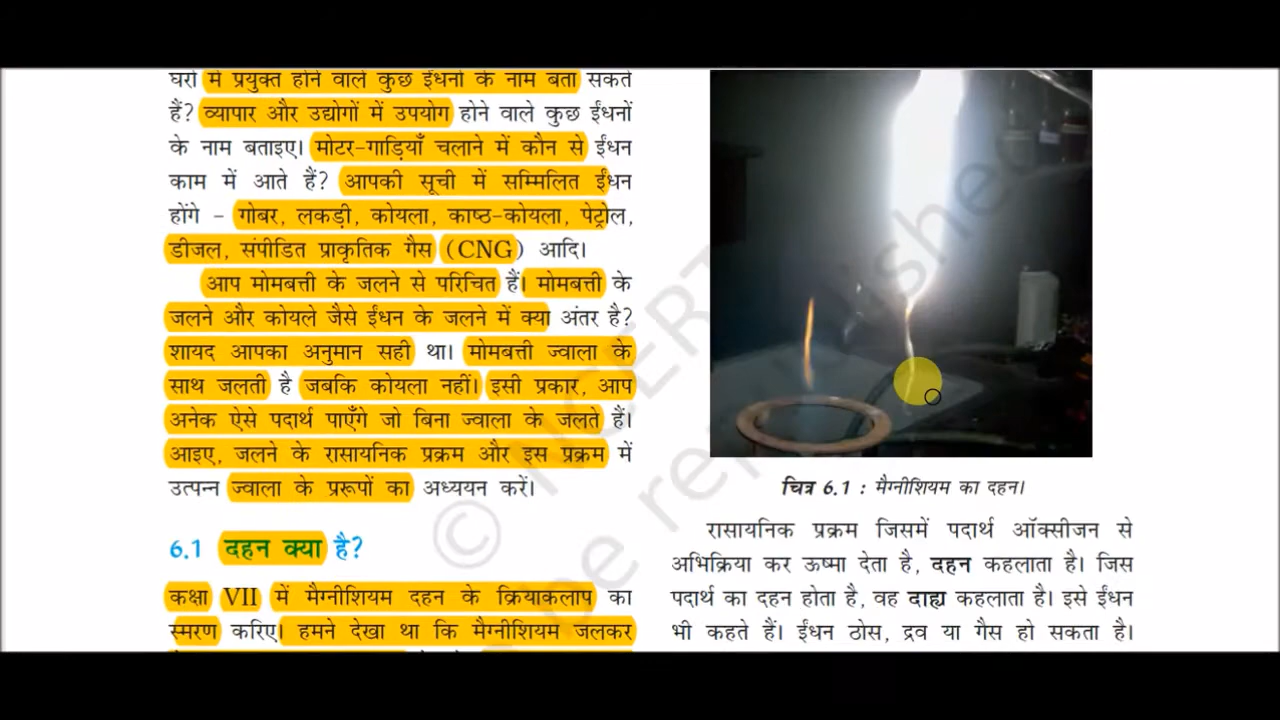 घरों में प्रयुक्त होने वाले कुछ ईंधनों के नाम बता सकते
हैं? व्यापार और उद्योगों में उपयोग होने वाले कुछ ईंधनों
के नाम बताइए। मोटर-गाड़ियाँ चलाने में कौन से ईंधन
काम में आते हैं? आपकी सूची में सम्मिलित ईंधन
होंगे – गोबर, लकड़ी, कोयला, काष्ठ-कोयला, पेट्रोल,
डीजल, संपीडित प्राकृतिक गैस (CNG) आदि।
आप मोमबत्ती के जलने से परिचित हैं। मोमबत्ती के
जलने और कोयले जैसे ईंधन के जलने में क्या अंतर है?
शायद आपका अनुमान सही था। मोमबत्ती ज्वाला के
साथ जलती है जबकि कोयला नहीं। इसी प्रकार, आप
अनेक ऐसे पदार्थ पाएँगे जो बिना ज्वाला के जलते हैं।
आइए, जलने के रासायनिक प्रक्रम और इस प्रक्रम में
उत्पन्न ज्वाला के प्ररूपों का अध्ययन करें।
6.1 दहन क्या है?
कक्षा VII में मैग्नीशियम दहन के क्रियाकलाप का
स्मरण करिए। हमने देखा था कि मैग्नीशियम जलकर
चित्र 6.1 : मैग्नीशियम का दहन।
रासायनिक प्रक्रम जिसमें पदार्थ ऑक्सीजन से
अभिक्रिया कर ऊष्मा देता है, दहन कहलाता है। जिस
पदार्थ का दहन होता है, वह दाह्य कहलाता है। इसे ईंधन
भी कहते हैं। ईंधन ठोस, द्रव या गैस हो सकता है।
© NCERT
be re